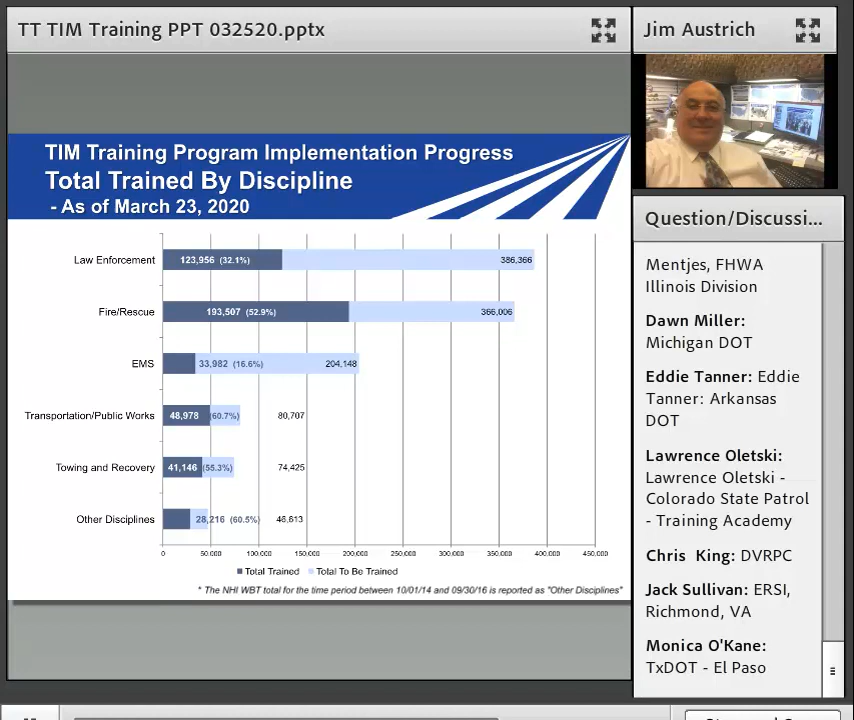 TT TIM Training PPT 032520.pptx
TIM Training Program Implementation Progress
Total Trained By Discipline
- As of March 23, 2020
Law Enforcement 123,956 (32.1%) 386,366
Fire/Rescue 193,507 (52.9%) 366,006
EMS 33,982 (16.6%) 204,148
Transportation/Public Works 48,978 (60.7%) 80,707
Towing and Recovery 41,146 (55.3%) 74,425
Other Disciplines 28,216 (60.5%) 46,613
0 50,000 100,000 150,000 200,000 250,000 300,000 350,000 400,000 450,000
Total Trained Total To Be Trained
* The NHI WBT total for the time period between 10/01/14 and 09/30/16 is reported as "Other Disciplines"
Jim Austrich
Question/Discussi...
Mentjes, FHWA
Illinois Division
Dawn Miller:
Michigan DOT
Eddie Tanner: Eddie
Tanner: Arkansas
DOT
Lawrence Oletski:
Lawrence Oletski -
Colorado State Patrol
- Training Academy
Chris King: DVRPC
Jack Sullivan: ERSI,
Richmond, VA
Monica O'Kane:
TxDOT - El Paso